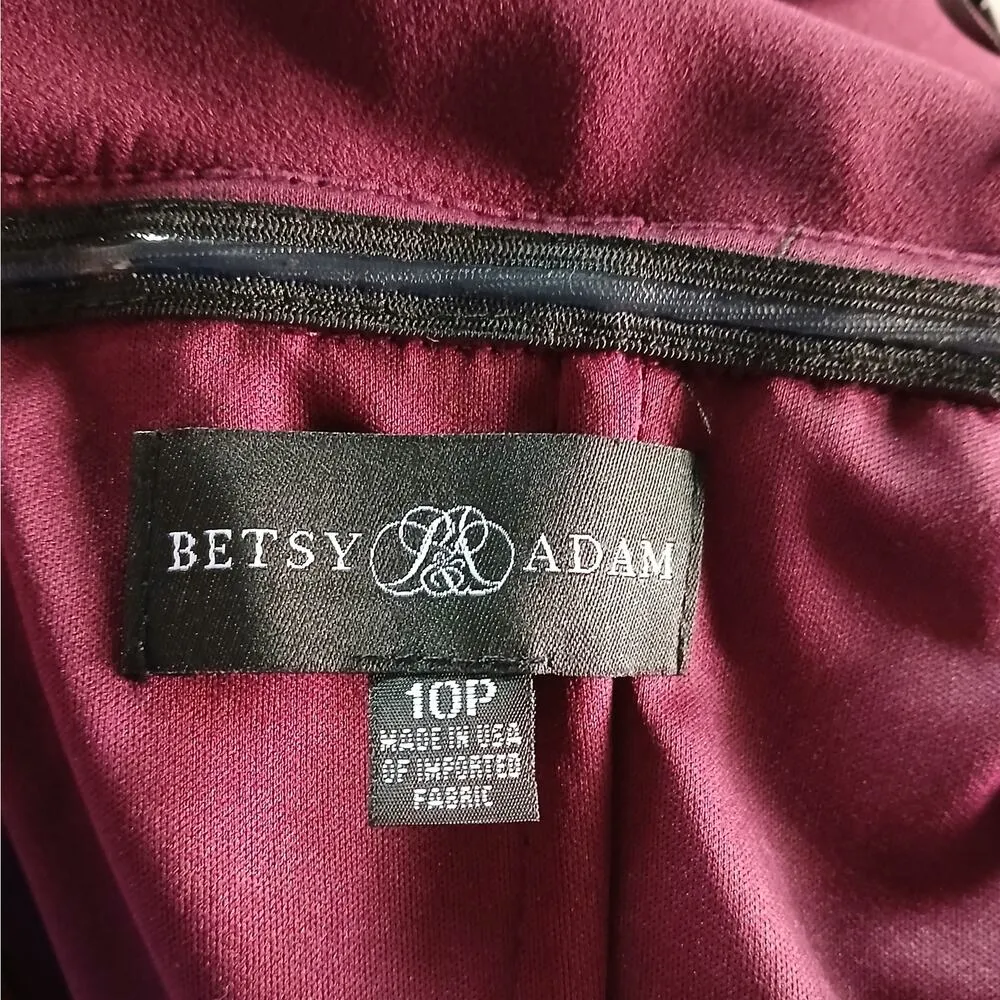 BETSY ADAM
10P
MADE IN USA
OF IMPORTED
FABRIC